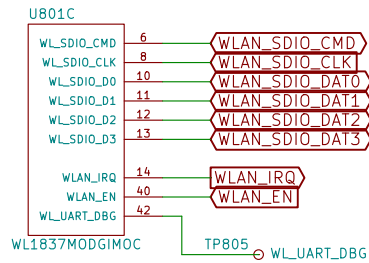 U801C
WL_SDIO_CMD 6 WLAN_SDIO_CMD
WL_SDIO_CLK 8 WLAN_SDIO_CLK
WL_SDIO_D0 10 WLAN_SDIO_DAT0
WL_SDIO_D1 11 WLAN_SDIO_DAT1
WL_SDIO_D2 12 WLAN_SDIO_DAT2
WL_SDIO_D3 13 WLAN_SDIO_DAT3
WLAN_IRQ 14 WLAN_IRQ
WLAN_EN 40 WLAN_EN
WL_UART_DBG 42
WL1837MODGIMOC TP805 WL_UART_DBG